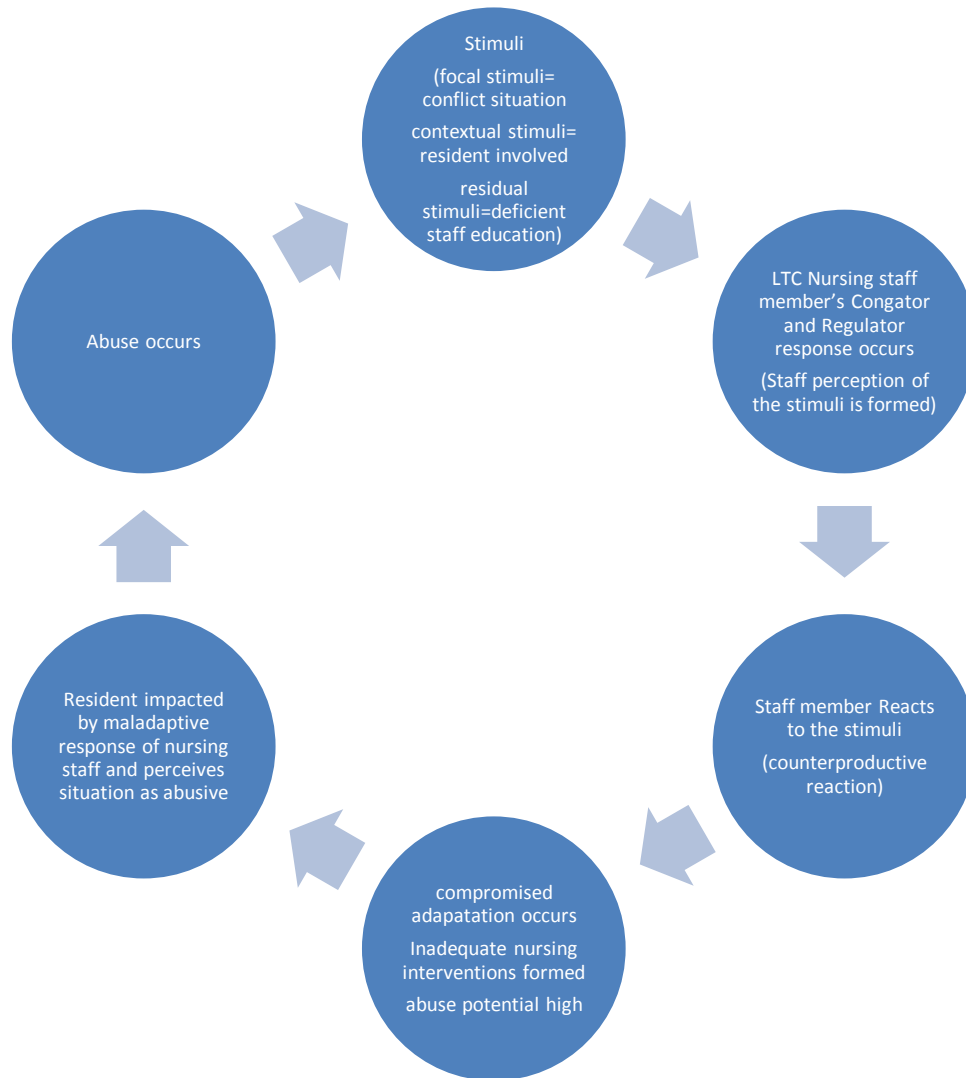 Stimuli
(focal stimuli=
conflict situation
contextual stimuli=
resident involved
residual
stimuli=deficient
staff education)
LTC Nursing staff
member’s Congator
and Regulator
response occurs
(Staff perception of
the stimuli is formed)
Staff member Reacts
to the stimuli
(counterproductive
reaction)
compromised
adapatation occurs
Inadequate nursing
interventions formed
abuse potential high
Resident impacted
by maladaptive
response of nursing
staff and perceives
situation as abusive
Abuse occurs